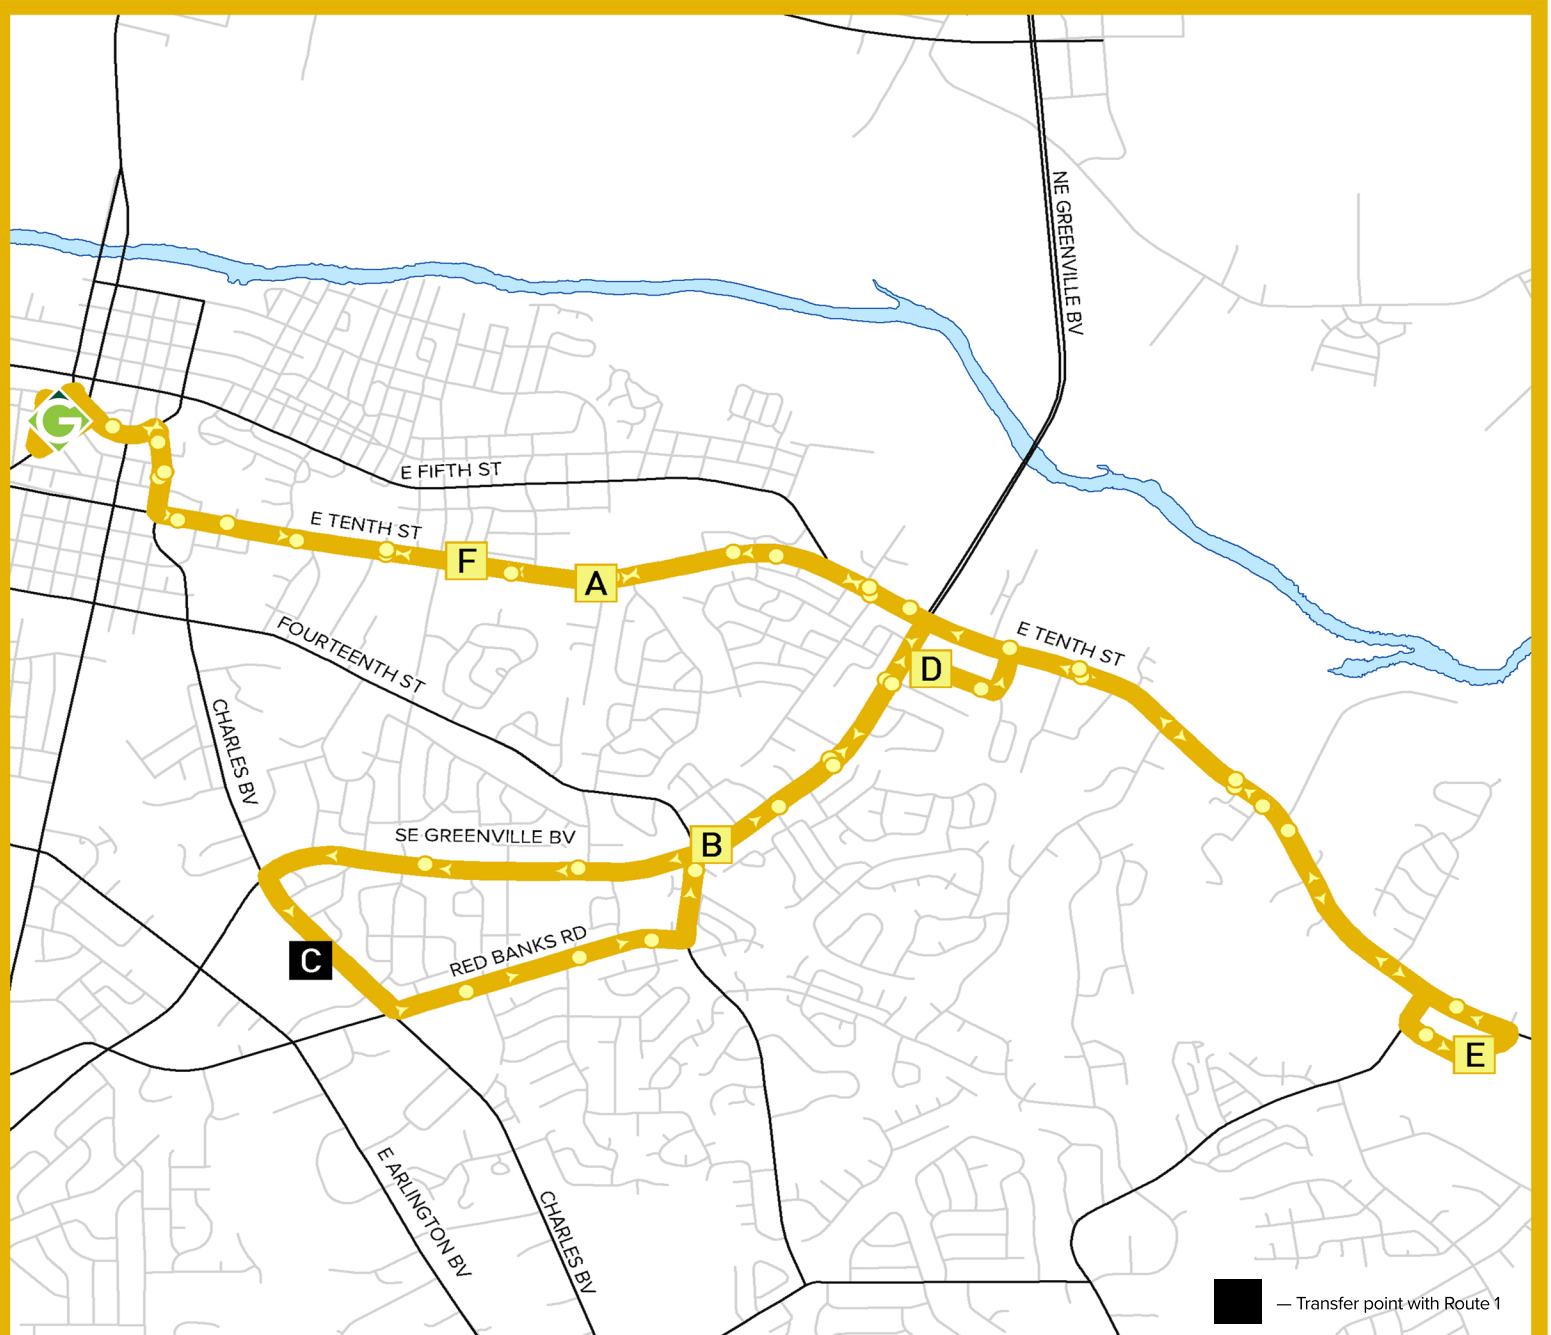 NE GREENVILLE BV
G
E FIFTH ST
E TENTH ST
F
A
E TENTH ST
FOURTEENTH ST
D
CHARLES BV
SE GREENVILLE BV
B
RED BANKS RD
C
E
E ARLINGTON BV
CHARLES BV
— Transfer point with Route 1